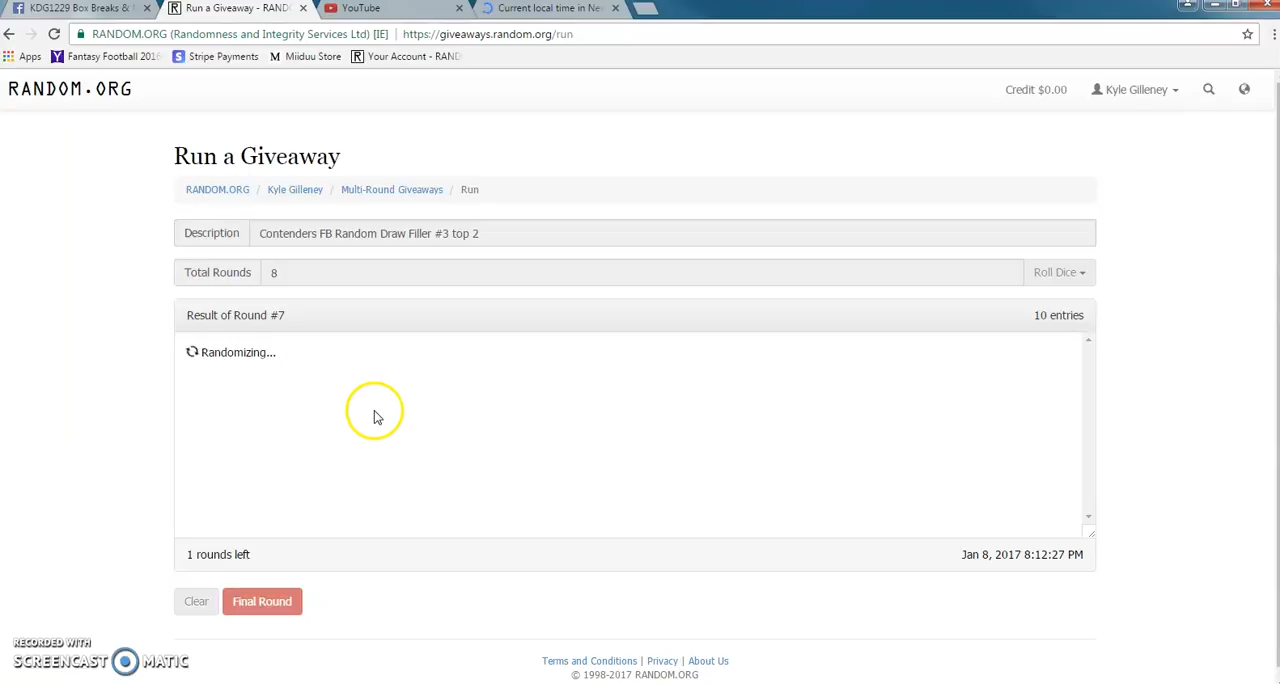 KDG1229 Box Breaks &
Run a Giveaway - RAND
YouTube
Current local time in Ne
RANDOM.ORG (Randomness and Integrity Services Ltd) [IE] https://giveaways.random.org/run
Apps Fantasy Football 2016 Stripe Payments Miiduu Store Your Account - RAND
RANDOM.ORG
Credit $0.00 Kyle Gilleney
Run a Giveaway
RANDOM.ORG / Kyle Gilleney / Multi-Round Giveaways / Run
Description Contenders FB Random Draw Filler #3 top 2
Total Rounds 8 Roll Dice
Result of Round #7 10 entries
Randomizing...
1 rounds left Jan 8, 2017 8:12:27 PM
Clear Final Round
RECORDED WITH
SCREENCAST MATIC
Terms and Conditions | Privacy | About Us
© 1998-2017 RANDOM.ORG